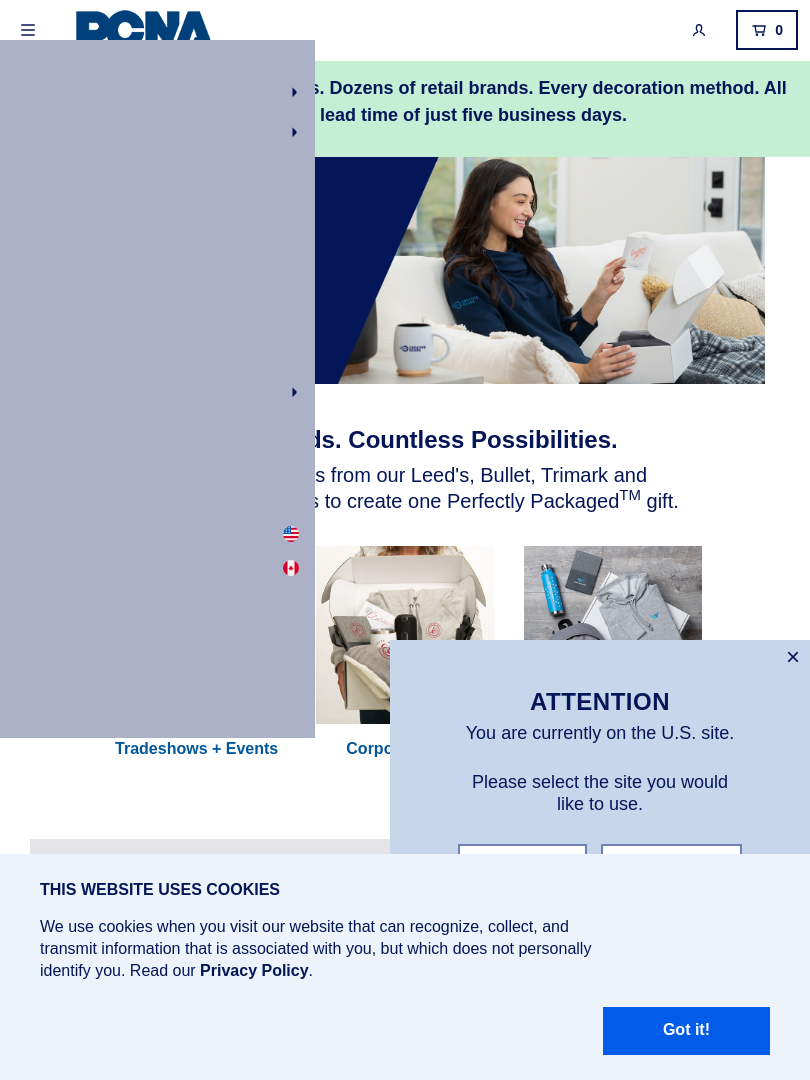 PCNA
0
s. Dozens of retail brands. Every decoration method. All
lead time of just five business days.
ds. Countless Possibilities.
s from our Leed's, Bullet, Trimark and
s to create one Perfectly Packaged™ gift.
Tradeshows + Events
Corpo
ATTENTION
You are currently on the U.S. site.
Please select the site you would
like to use.
THIS WEBSITE USES COOKIES
We use cookies when you visit our website that can recognize, collect, and
transmit information that is associated with you, but which does not personally
identify you. Read our Privacy Policy.
Got it!